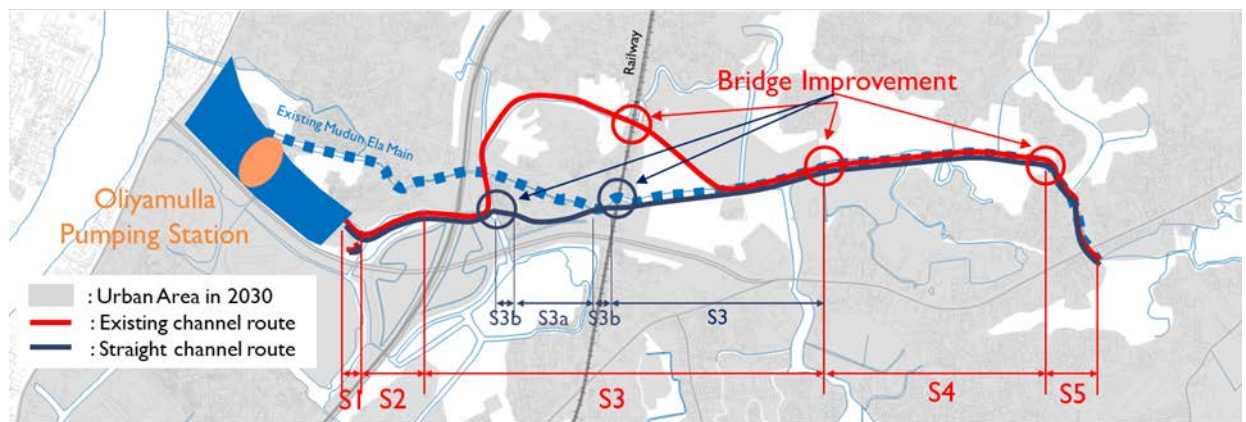 Railway
Bridge Improvement
Existing Mudun Ela Main
Oliyamulla
Pumping Station
: Urban Area in 2030
: Existing channel route
: Straight channel route
S3b
S3a
S3b
S3
S1
S2
S3
S4
S5